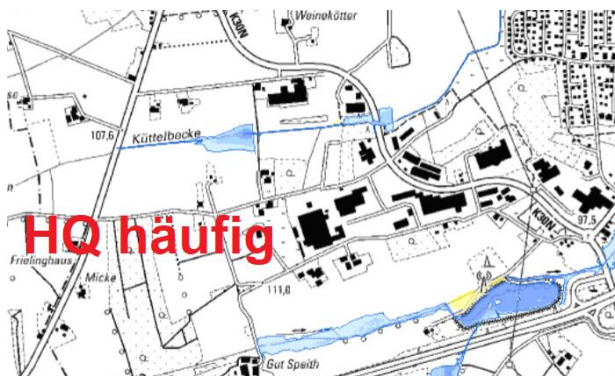 Weinekötter
K30N
se
107,6
Küttelbecke
n
HQ häufig
K30N
97,5
Frielinghaus
Micke
111,0
Gut Speith